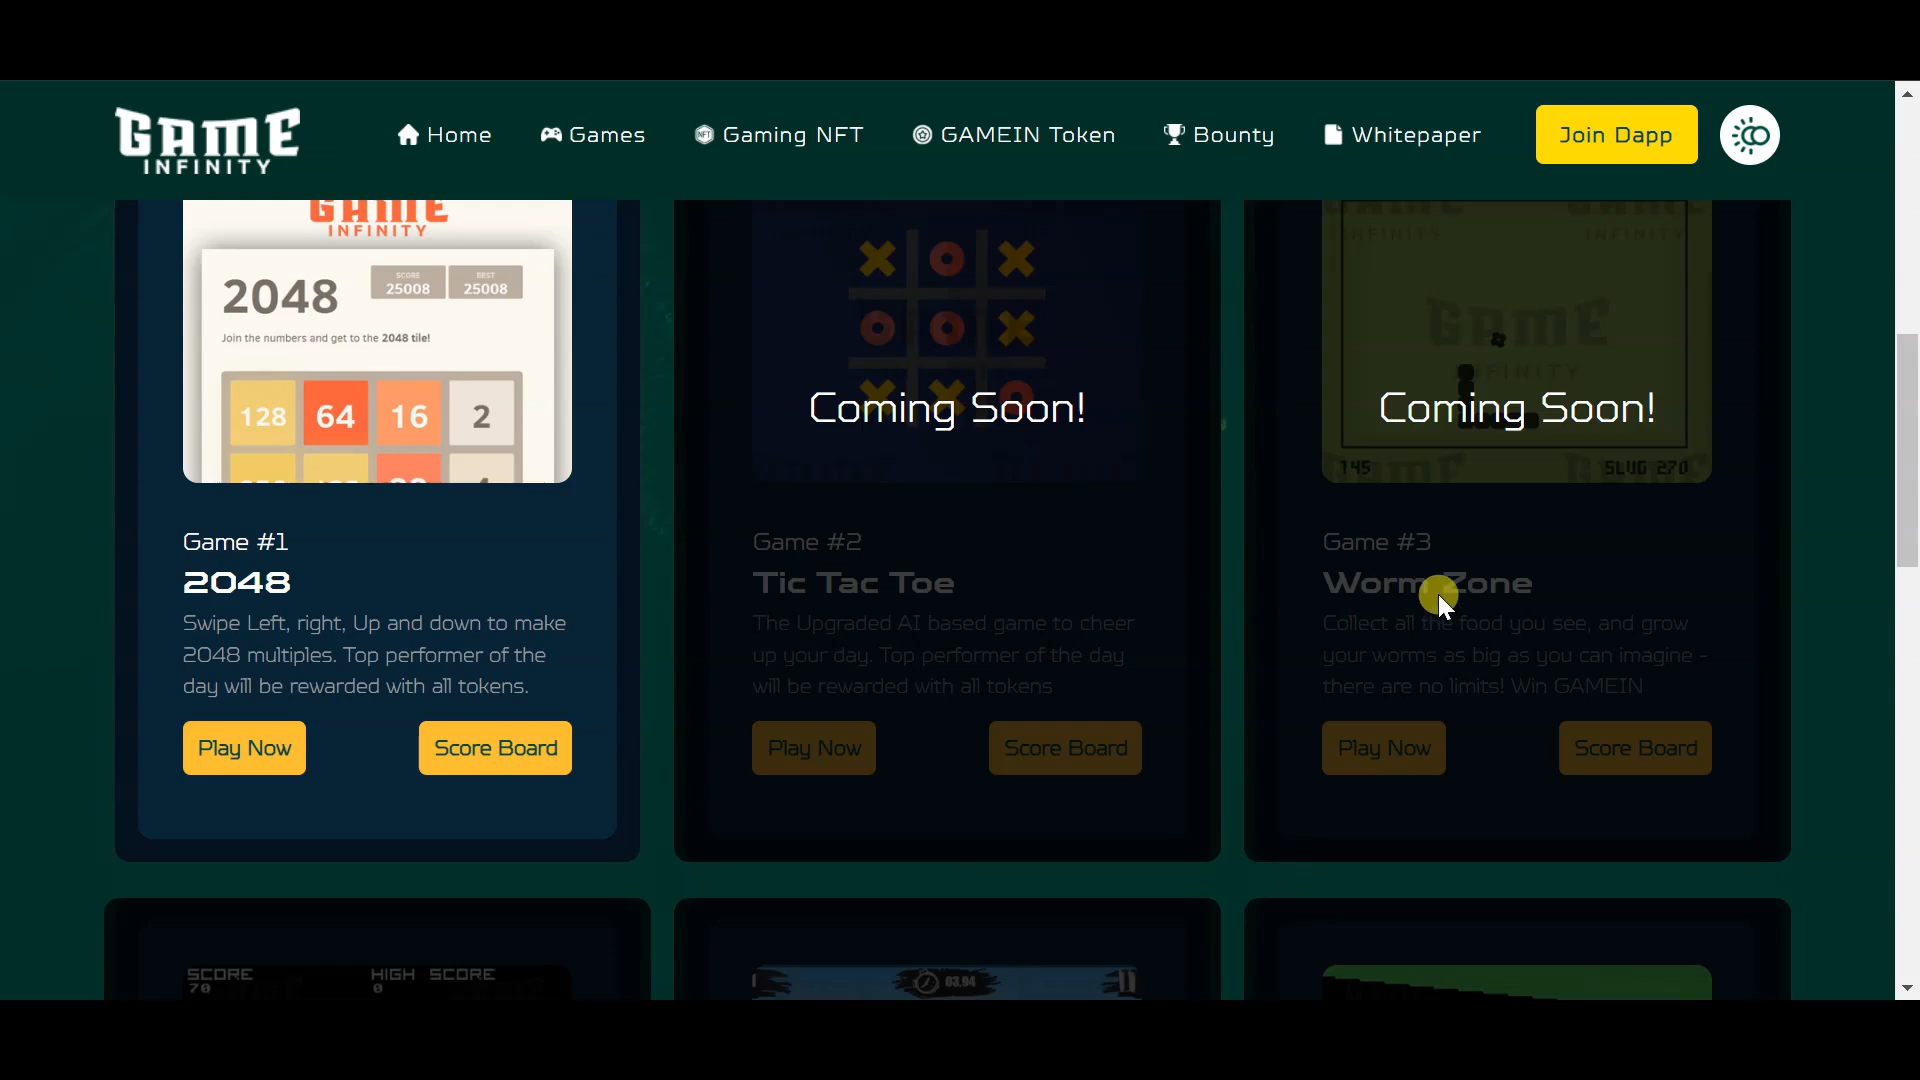 GAME
INFINITY
Home
Games
Gaming NFT
GAMEIN Token
Bounty
Whitepaper
Join Dapp
GAME
INFINITY
2048
SCORE
25008
BEST
25008
Join the numbers and get to the 2048 tile!
128
64
16
2
Game #1
2048
Swipe Left, right, Up and down to make
2048 multiples. Top performer of the
day will be rewarded with all tokens.
Play Now
Score Board
Coming Soon!
Game #2
Tic Tac Toe
The Upgraded AI based game to cheer
up your day. Top performer of the day
will be rewarded with all tokens
Play Now
Score Board
GAME
INFINITY
Coming Soon!
145
SLUG 270
Game #3
Worm Zone
Collect all the food you see, and grow
your worms as big as you can imagine -
there are no limits! Win GAMEIN
Play Now
Score Board
SCORE
70
HIGH SCORE
0
03.94